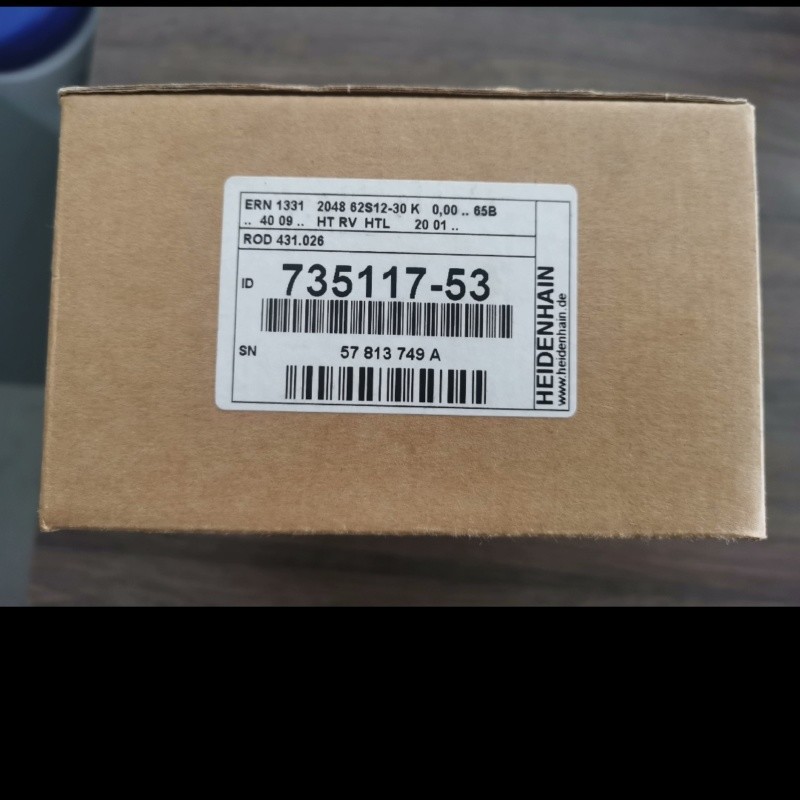 ERN 1331 2048 62S12-30 K 0,00 .. 65B
.. 40 09 .. HT RV HTL 20 01 ..
ROD 431.026
ID 735117-53
SN 57 813 749 A
HEIDENHAIN
www.heidenhain.de